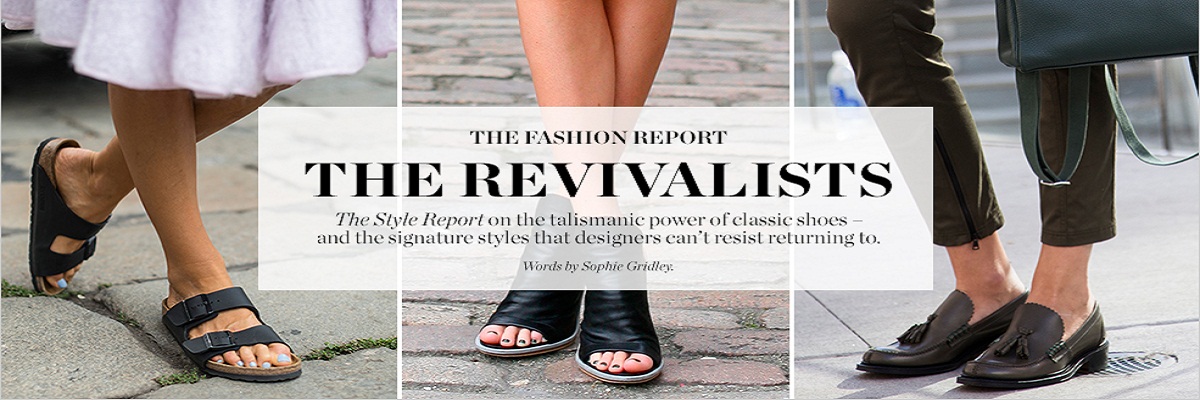 THE FASHION REPORT
THE REVIVALISTS
The Style Report on the talismanic power of classic shoes –
and the signature styles that designers can't resist returning to.
Words by Sophie Gridley.